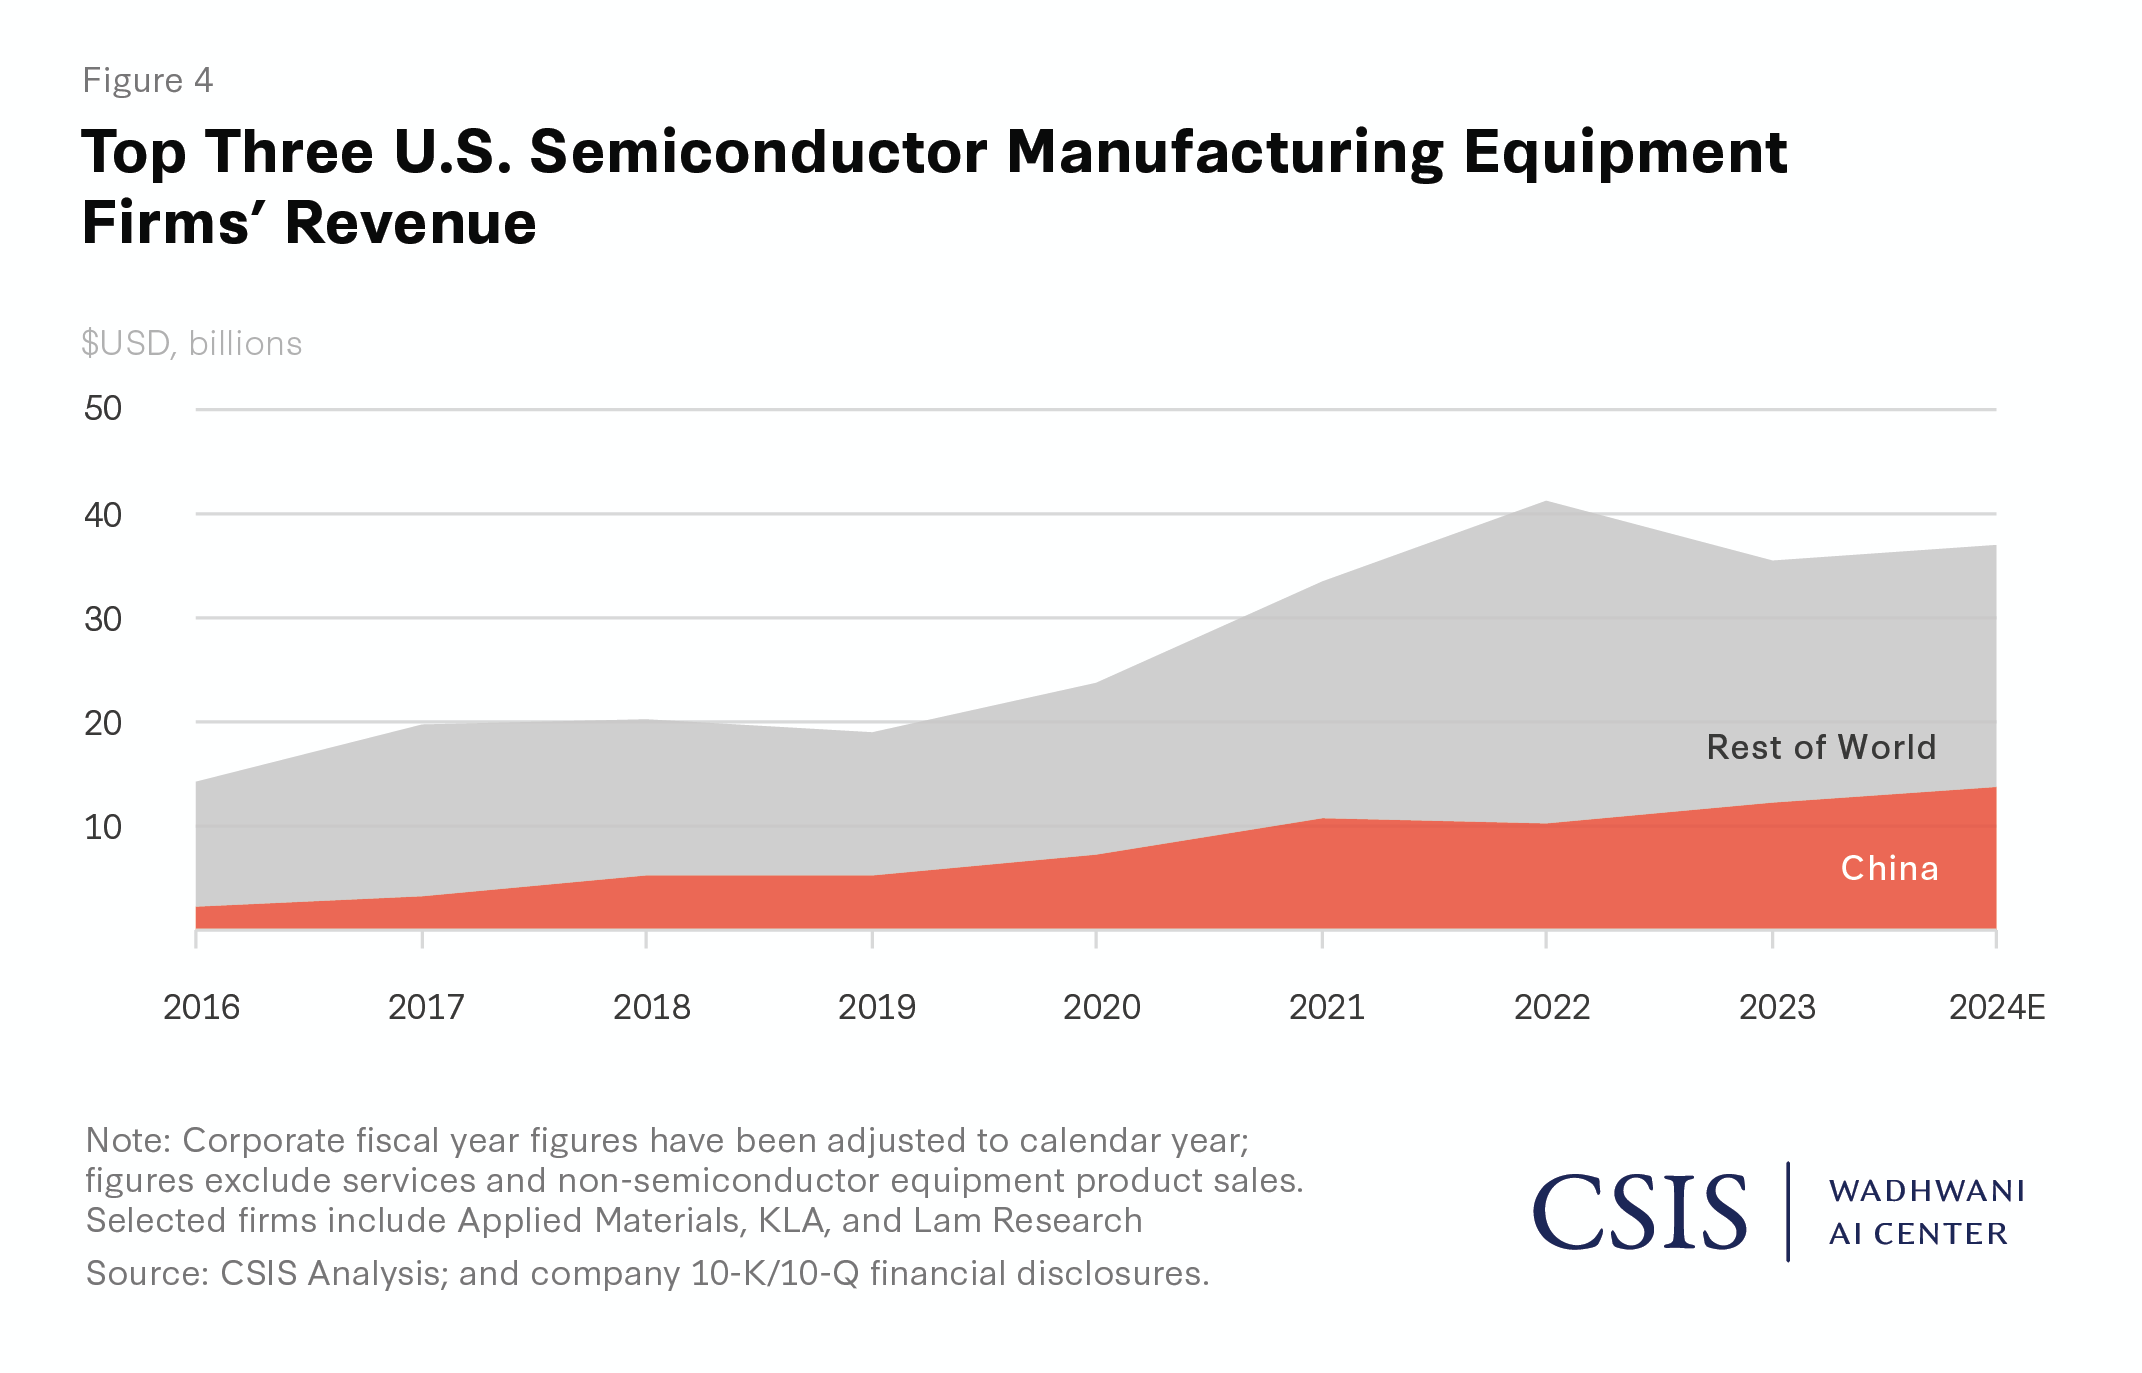 Figure 4
Top Three U.S. Semiconductor Manufacturing Equipment
Firms’ Revenue
$USD, billions
50
40
30
20
10
Rest of World
China
2016 2017 2018 2019 2020 2021 2022 2023 2024E
Note: Corporate fiscal year figures have been adjusted to calendar year;
figures exclude services and non-semiconductor equipment product sales.
Selected firms include Applied Materials, KLA, and Lam Research
Source: CSIS Analysis; and company 10-K/10-Q financial disclosures.
CSIS
WADHWANI
AI CENTER